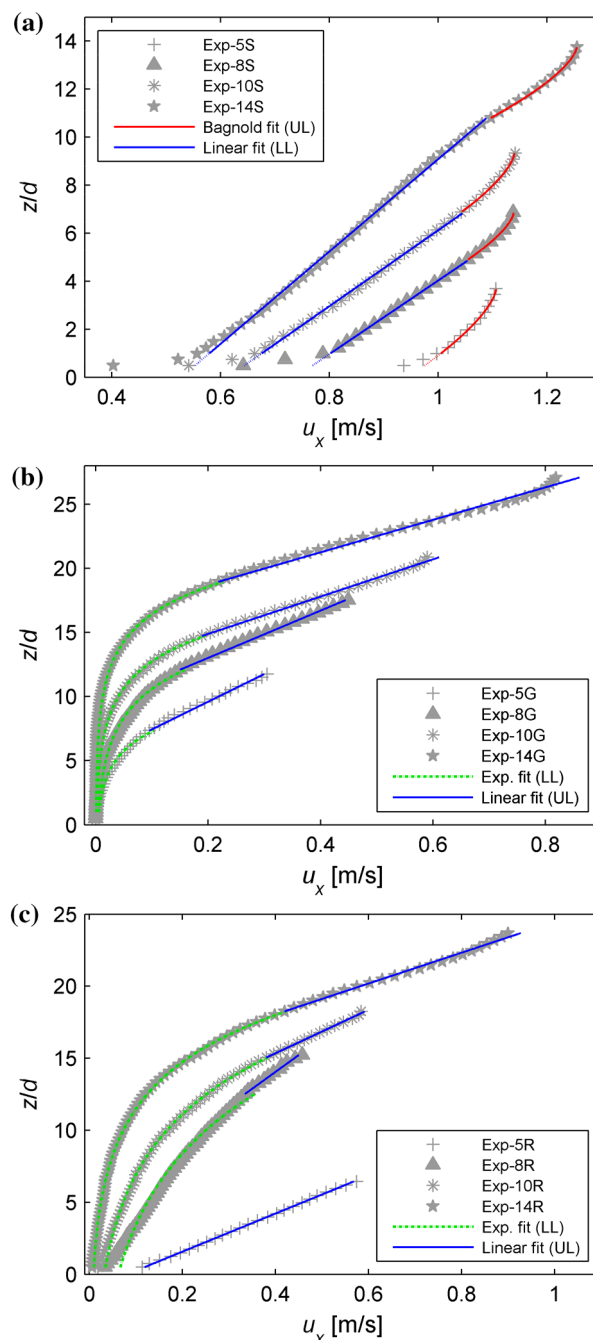 (a)
14
12
10
8
6
4
2
0
z/d
Exp-5S
Exp-8S
Exp-10S
Exp-14S
Bagnold fit (UL)
Linear fit (LL)
0.4 0.6 0.8 1 1.2
u_x [m/s]
(b)
25
20
15
10
5
0
z/d
Exp-5G
Exp-8G
Exp-10G
Exp-14G
Exp. fit (LL)
Linear fit (UL)
0 0.2 0.4 0.6 0.8
u_x [m/s]
(c)
25
20
15
10
5
0
z/d
Exp-5R
Exp-8R
Exp-10R
Exp-14R
Exp. fit (LL)
Linear fit (UL)
0 0.2 0.4 0.6 0.8 1
u_x [m/s]